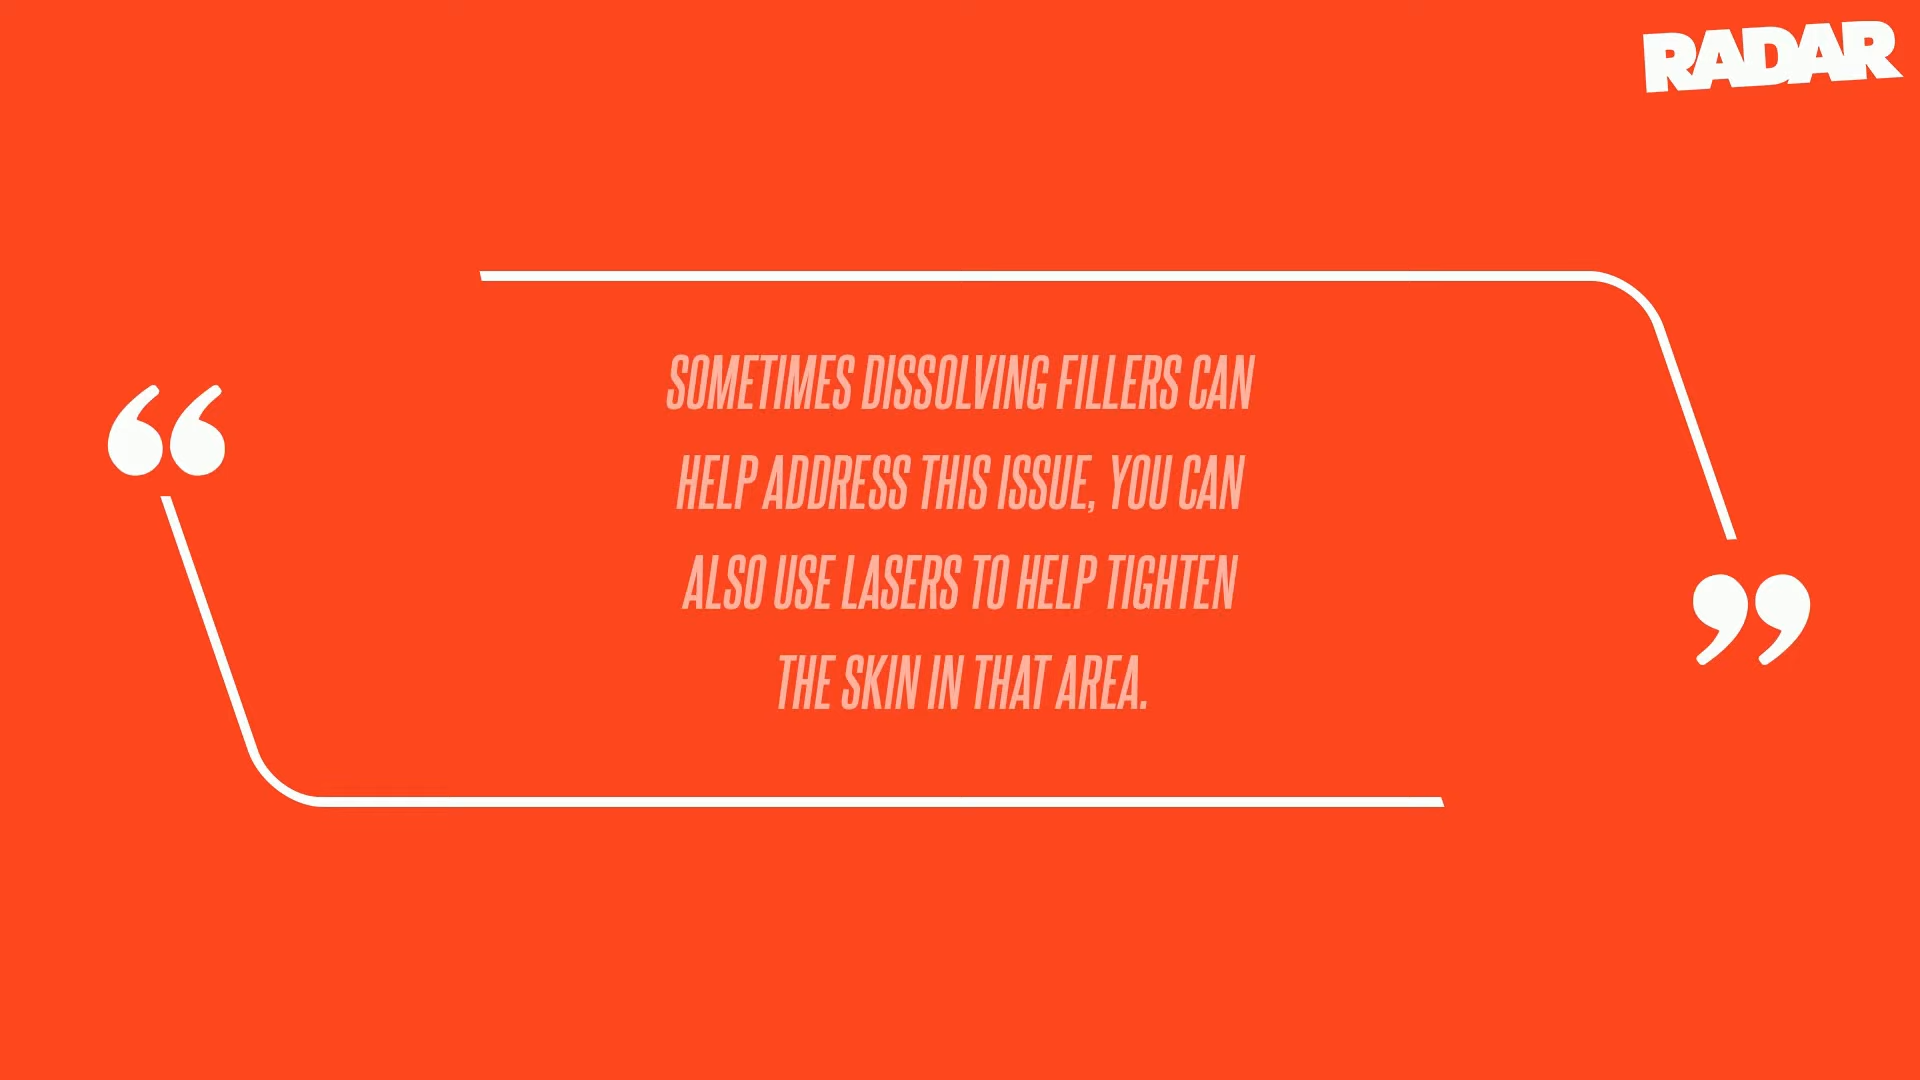 RADAR
“
SOMETIMES DISSOLVING FILLERS CAN
HELP ADDRESS THIS ISSUE, YOU CAN
ALSO USE LASERS TO HELP TIGHTEN
THE SKIN IN THAT AREA.
”